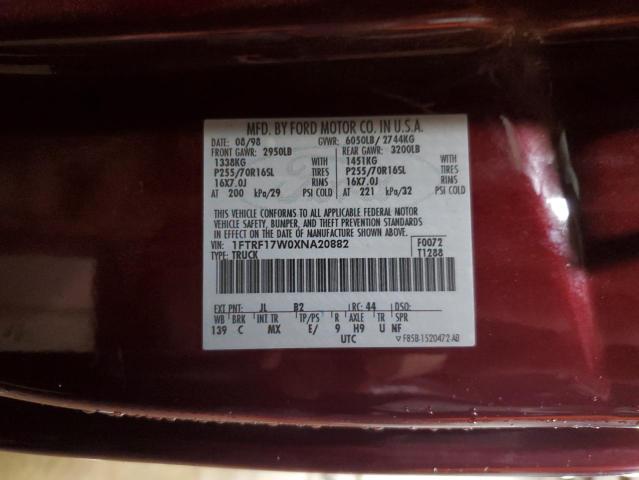 MFD. BY FORD MOTOR CO. IN U.S.A.
DATE: 08/98 GVWR: 6050LB/ 2744KG
FRONT GAWR: 2950LB REAR GAWR: 3200LB
1338KG WITH 1451KG WITH
P255/70R16SL TIRES P255/70R16SL TIRES
16X7.0J RIMS 16X7.0J RIMS
AT 200 kPa/29 PSI COLD AT 221 kPa/32 PSI COLD
THIS VEHICLE CONFORMS TO ALL APPLICABLE FEDERAL MOTOR
VEHICLE SAFETY, BUMPER, AND THEFT PREVENTION STANDARDS
IN EFFECT ON THE DATE OF MANUFACTURE SHOWN ABOVE.
VIN: 1FTRF17W0XNA20882 F0072
TYPE: TRUCK T1288
EXT PNT: JL B2 RC: 44 DSO:
WB BRK INT TR TP/PS R AXLE TR SPR
139 C MX E/ 9 H9 U NF
UTC ▽ F85B-1520472-AB